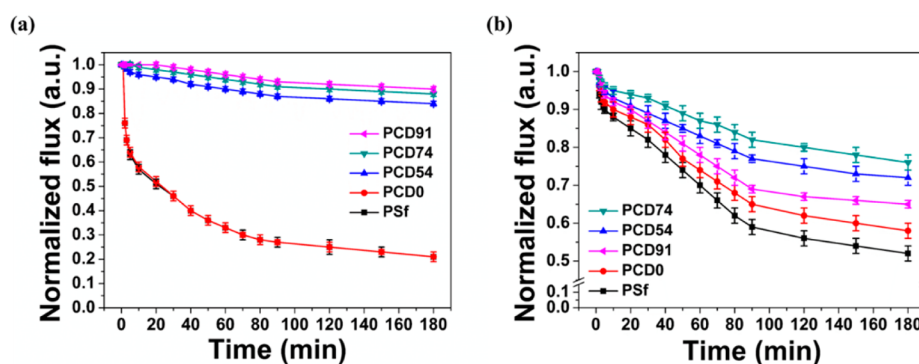 (a)
Normalized flux (a.u.)
1.0
0.9
0.8
0.7
0.6
0.5
0.4
0.3
0.2
0.1
0.0
PCD91
PCD74
PCD54
PCD0
PSf
0 20 40 60 80 100 120 140 160 180
Time (min)
(b)
Normalized flux (a.u.)
1.0
0.9
0.8
0.7
0.6
0.5
0.1
0.0
PCD74
PCD54
PCD91
PCD0
PSf
0 20 40 60 80 100 120 140 160 180
Time (min)